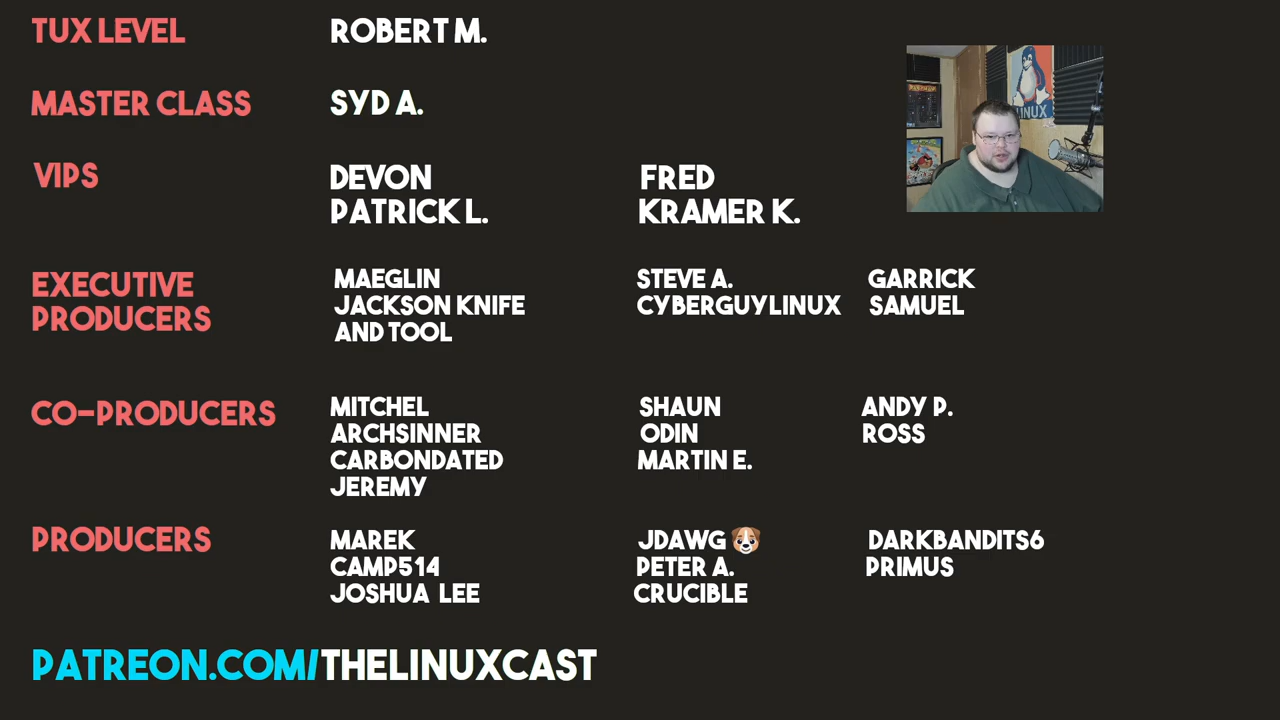 TUX LEVEL ROBERT M.
MASTER CLASS SYD A.
VIPS DEVON FRED
PATRICK L. KRAMER K.
EXECUTIVE PRODUCERS
MAEGLIN STEVE A. GARRICK
JACKSON KNIFE CYBERGUYLINUX SAMUEL
AND TOOL
CO-PRODUCERS MITCHEL SHAUN ANDY P.
ARCHSINNER ODIN ROSS
CARBONDATED MARTIN E.
JEREMY
PRODUCERS MAREK JDAWG 🐶 DARKBANDITS6
CAMP514 PETER A. PRIMUS
JOSHUA LEE CRUCIBLE
PATREON.COM/THELINUXCAST
LINUX